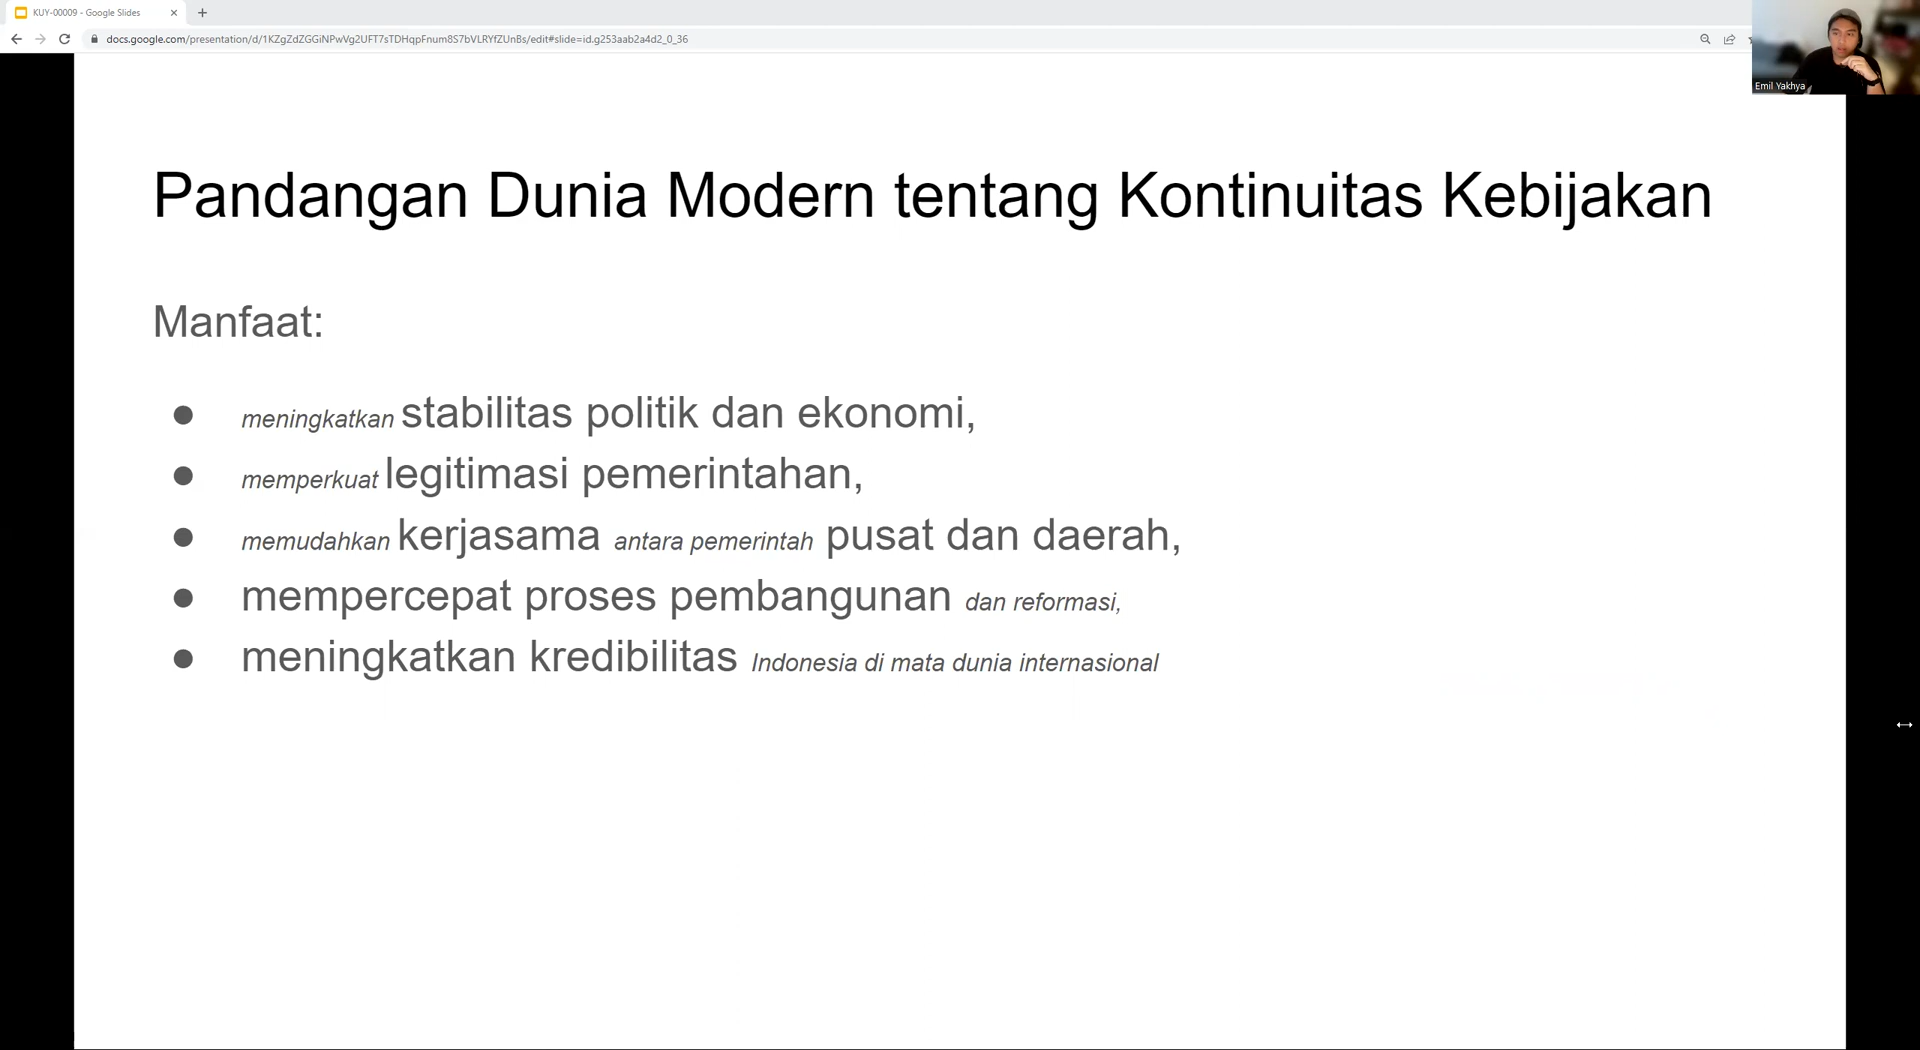 KUY-00009 - Google Slides
docs.google.com/presentation/d/1KZgZdZGGiNPwVg2UFT7sTDHqpFnum8S7bVLRYfZUnBs/edit#slide=id.g253aab2a4d2_0_36
Emil Yakhya
Pandangan Dunia Modern tentang Kontinuitas Kebijakan
Manfaat:
● meningkatkan stabilitas politik dan ekonomi,
● memperkuat legitimasi pemerintahan,
● memudahkan kerjasama antara pemerintah pusat dan daerah,
● mempercepat proses pembangunan dan reformasi,
● meningkatkan kredibilitas Indonesia di mata dunia internasional